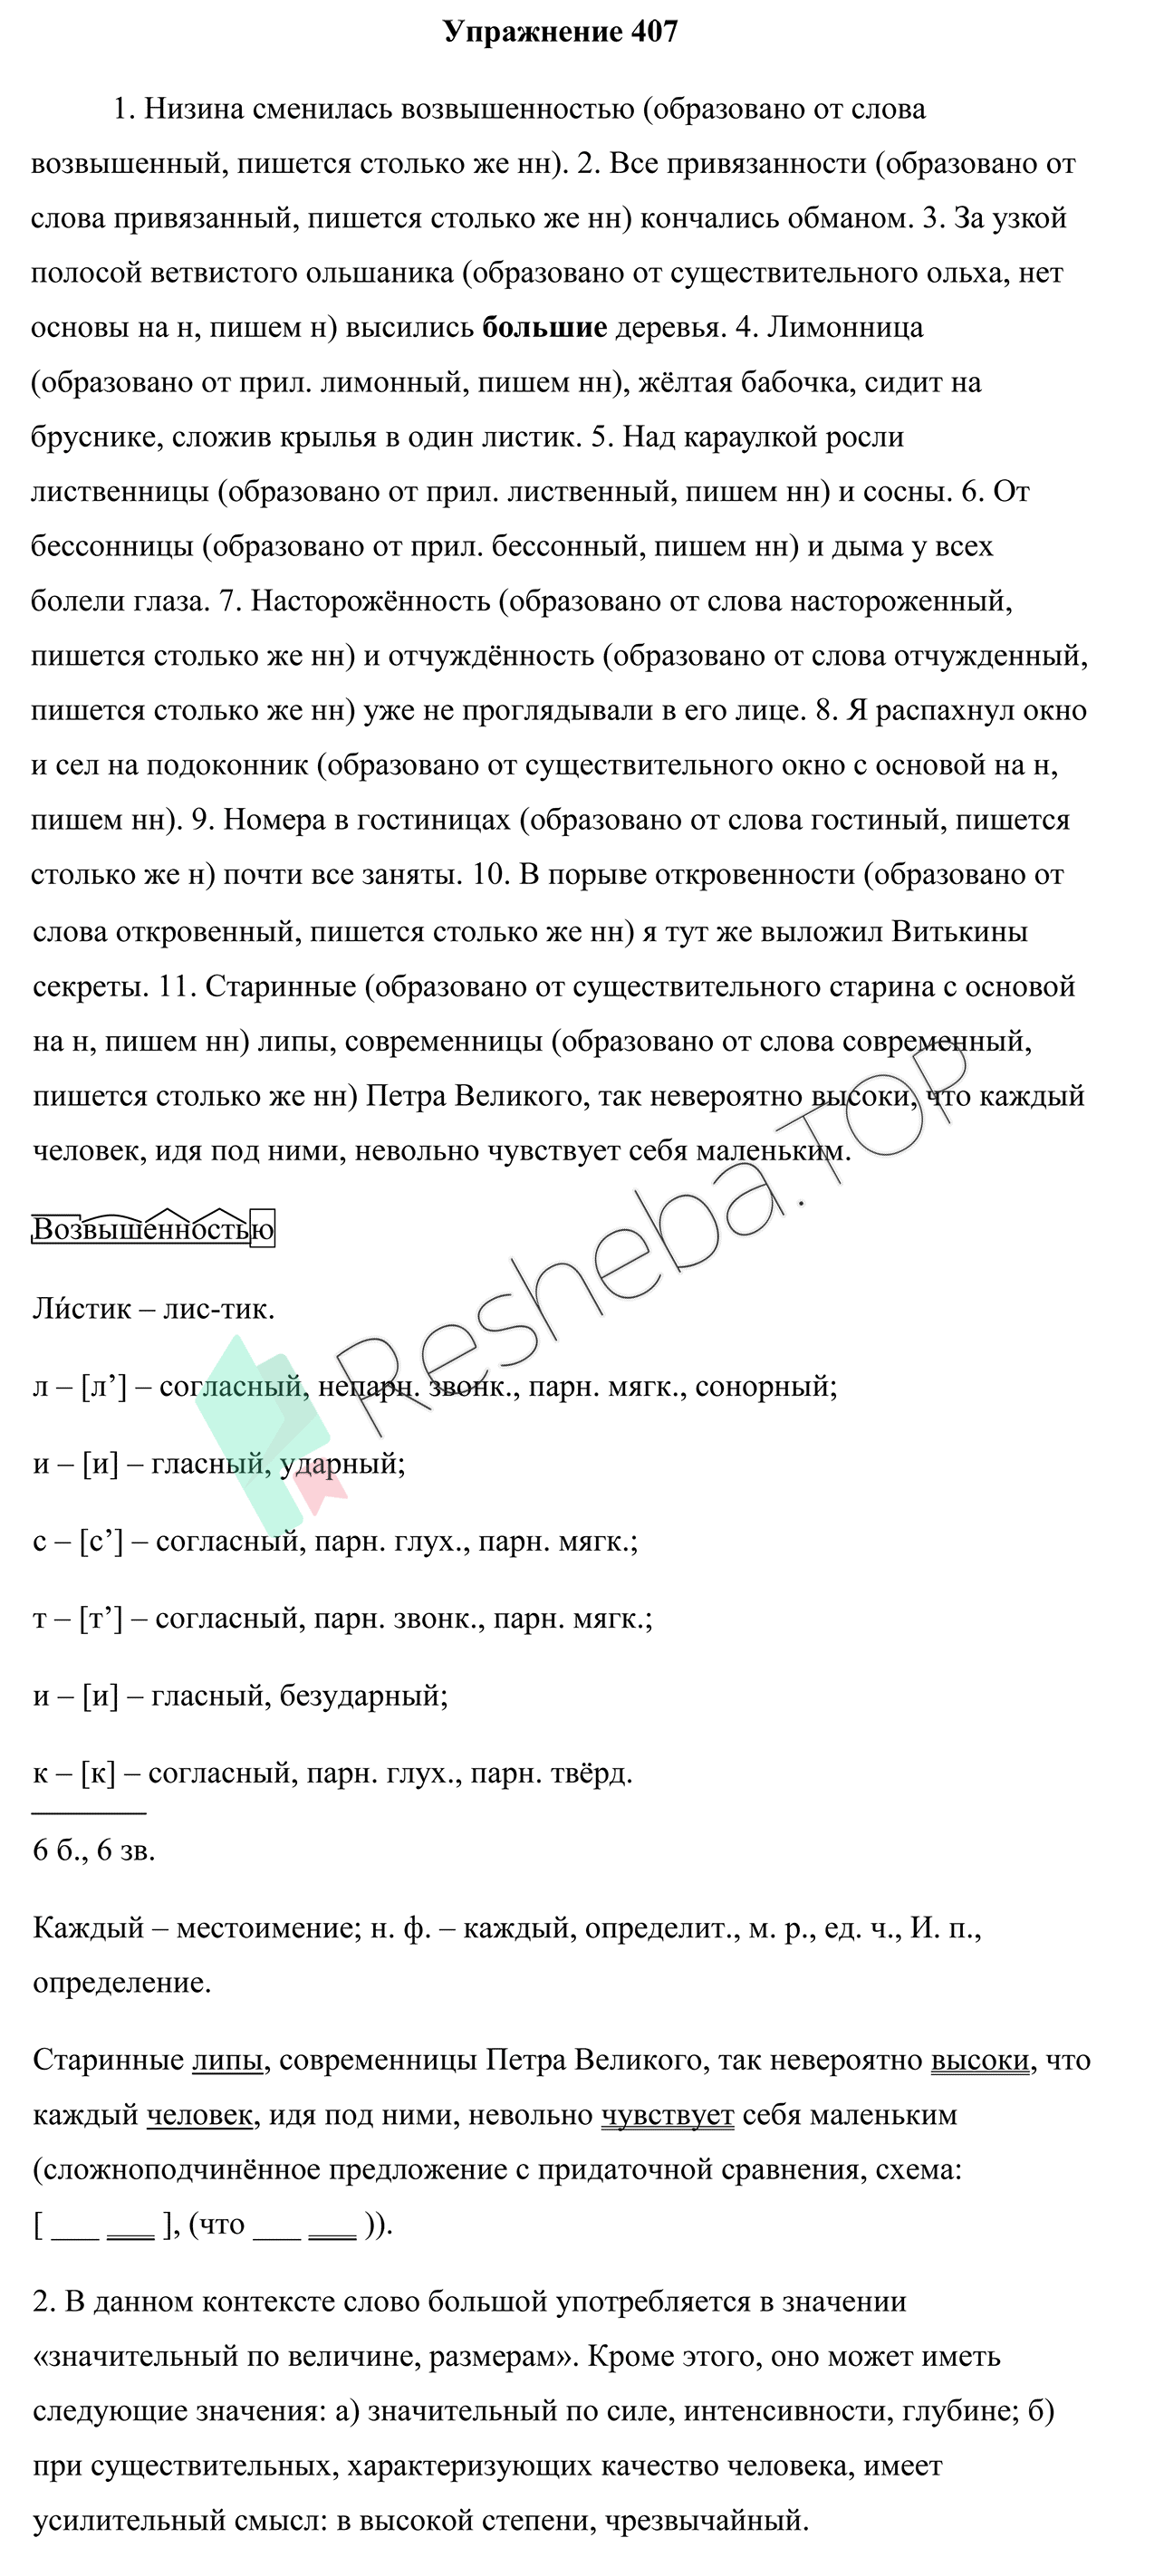 Упражнение 407
1. Низина сменилась возвышенностью (образовано от слова
возвышенный, пишется столько же нн). 2. Все привязанности (образовано от
слова привязанный, пишется столько же нн) кончались обманом. 3. За узкой
полосой ветвистого ольшаника (образовано от существительного ольха, нет
основы на н, пишем н) высились большие деревья. 4. Лимонница
(образовано от прил. лимонный, пишем нн), жёлтая бабочка, сидит на
бруснике, сложив крылья в один листик. 5. Над караулкой росли
лиственницы (образовано от прил. лиственный, пишем нн) и сосны. 6. От
бессонницы (образовано от прил. бессонный, пишем нн) и дыма у всех
болели глаза. 7. Насторожённость (образовано от слова настороженный,
пишется столько же нн) и отчуждённость (образовано от слова отчужденный,
пишется столько же нн) уже не проглядывали в его лице. 8. Я распахнул окно
и сел на подоконник (образовано от существительного окно с основой на н,
пишем нн). 9. Номера в гостиницах (образовано от слова гостиный, пишется
столько же н) почти все заняты. 10. В порыве откровенности (образовано от
слова откровенный, пишется столько же нн) я тут же выложил Витькины
секреты. 11. Старинные (образовано от существительного старина с основой
на н, пишем нн) липы, современницы (образовано от слова современный,
пишется столько же нн) Петра Великого, так невероятно высоки, что каждый
человек, идя под ними, невольно чувствует себя маленьким.
Возвышенностью
Ли́стик – лис-тик.
л – [л’] – согласный, непарн. звонк., парн. мягк., сонорный;
и – [и] – гласный, ударный;
с – [с’] – согласный, парн. глух., парн. мягк.;
т – [т’] – согласный, парн. звонк., парн. мягк.;
и – [и] – гласный, безударный;
к – [к] – согласный, парн. глух., парн. твёрд.
6 б., 6 зв.
Каждый – местоимение; н. ф. – каждый, определит., м. р., ед. ч., И. п.,
определение.
Старинные липы, современницы Петра Великого, так невероятно высоки, что
каждый человек, идя под ними, невольно чувствует себя маленьким
(сложноподчинённое предложение с придаточной сравнения, схема:
[ ___ ___ ], (что ___ ___ )).
2. В данном контексте слово большой употребляется в значении
«значительный по величине, размерам». Кроме этого, оно может иметь
следующие значения: а) значительный по силе, интенсивности, глубине; б)
при существительных, характеризующих качество человека, имеет
усилительный смысл: в высокой степени, чрезвычайный.
Resheba.TOP